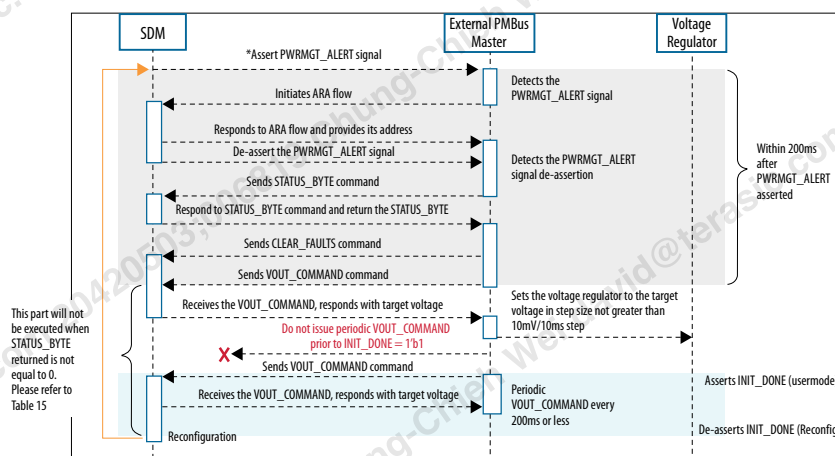 SDM
External PMBus
Master
Voltage
Regulator
*Assert PWRMGT_ALERT signal
Detects the
PWRMGT_ALERT signal
Initiates ARA flow
Responds to ARA flow and provides its address
De-assert the PWRMGT_ALERT signal
Detects the PWRMGT_ALERT
signal de-assertion
Within 200ms
after
PWRMGT_ALERT
asserted
Sends STATUS_BYTE command
Respond to STATUS_BYTE command and return the STATUS_BYTE
Sends CLEAR_FAULTS command
Sends VOUT_COMMAND command
Receives the VOUT_COMMAND, responds with target voltage
Sets the voltage regulator to the target
voltage in step size not greater than
10mV/10ms step
This part will not
be executed when
STATUS_BYTE
returned is not
equal to 0.
Please refer to
Table 15
Do not issue periodic VOUT_COMMAND
prior to INIT_DONE = 1'b1
X
Sends VOUT_COMMAND command
Receives the VOUT_COMMAND, responds with target voltage
Periodic
VOUT_COMMAND every
200ms or less
Asserts INIT_DONE (usermode
De-asserts INIT_DONE (Reconfig
Reconfiguration